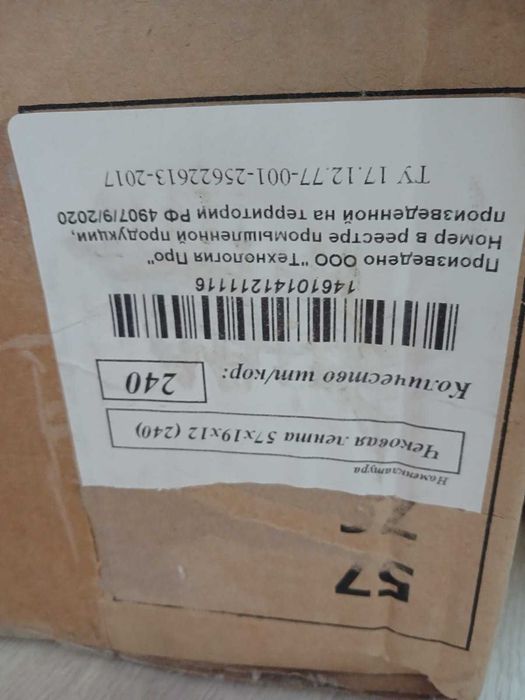 57
Номенклатура
Чековая лента 57х19х12 (240)
Количество шт/кор: 240
14610142111116
Произведено ООО "Технология Про"
Номер в реестре промышленной продукции,
произведенной на территории РФ 4907/9/2020
ТУ 17.12.77-001-25622613-2017